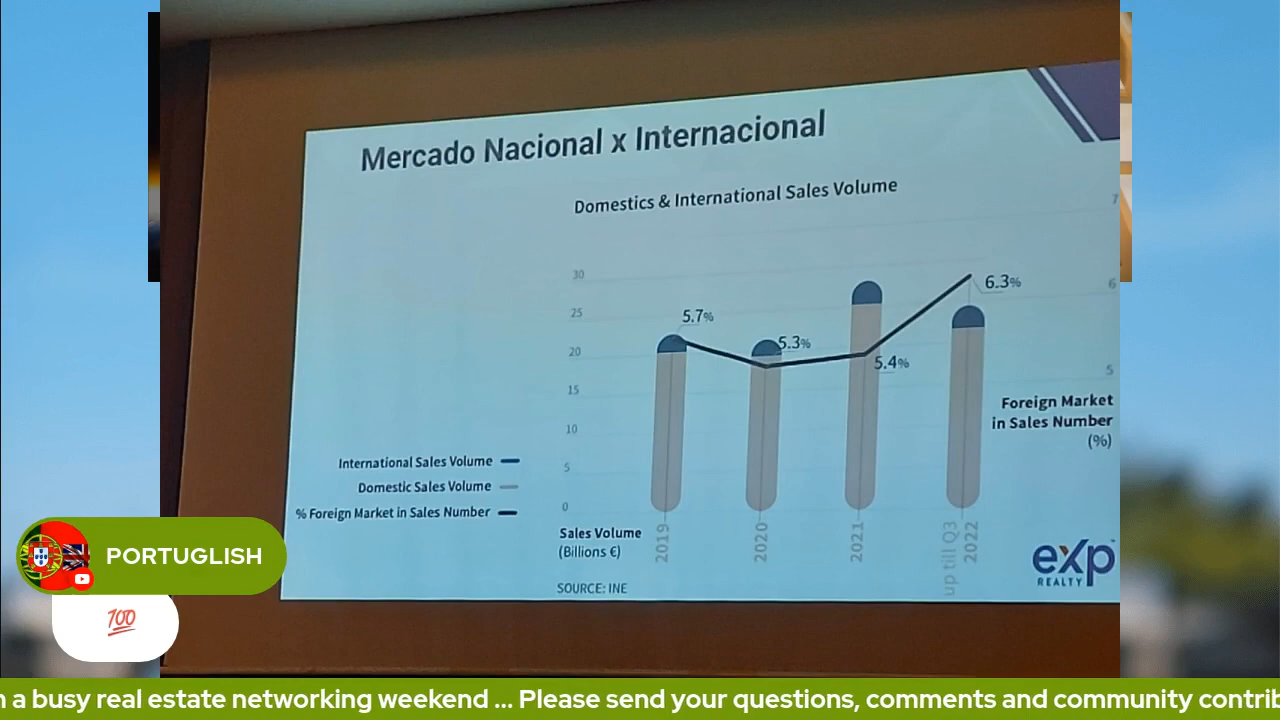 Mercado Nacional x Internacional
Domestics & International Sales Volume
7
30
6
25
20
15
5
10
5
0
5.7%
5.3%
5.4%
6.3%
Foreign Market
in Sales Number
(%)
International Sales Volume
Domestic Sales Volume
% Foreign Market in Sales Number
Sales Volume
(Billions €)
2019
2020
2021
up till Q3
2022
SOURCE: INE
exp
REALTY
PORTUGLISH
100
a busy real estate networking weekend ... Please send your questions, comments and community